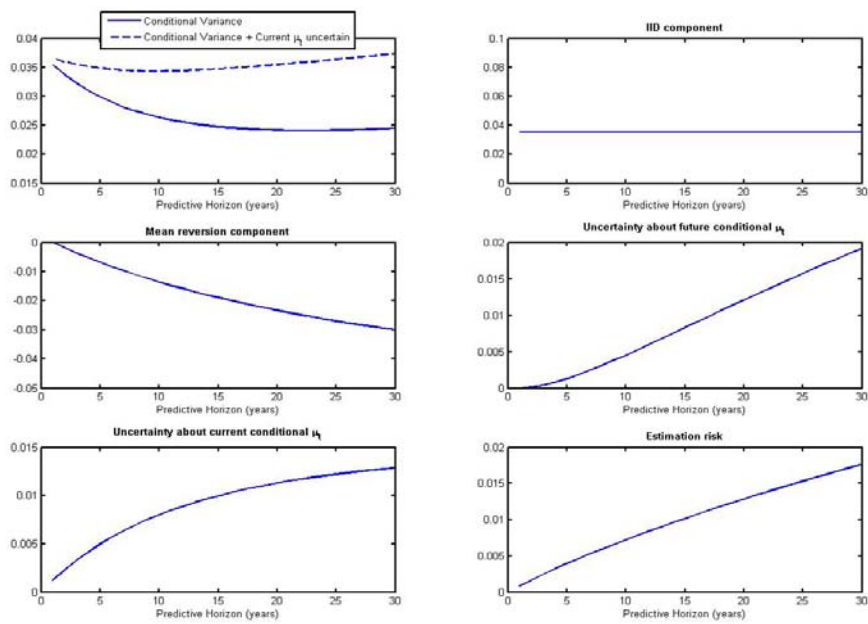 Conditional Variance
Conditional Variance + Current μt uncertain
0.04
0.035
0.03
0.025
0.02
0.015
0 5 10 15 20 25 30
Predictive Horizon (years)
IID component
0.1
0.08
0.06
0.04
0.02
0
0 5 10 15 20 25 30
Predictive Horizon (years)
Mean reversion component
0
-0.01
-0.02
-0.03
-0.04
-0.05
0 5 10 15 20 25 30
Predictive Horizon (years)
Uncertainty about future conditional μt
0.02
0.015
0.01
0.005
0
0 5 10 15 20 25 30
Predictive Horizon (years)
Uncertainty about current conditional μt
0.015
0.01
0.005
0
0 5 10 15 20 25 30
Predictive Horizon (years)
Estimation risk
0.02
0.015
0.01
0.005
0
0 5 10 15 20 25 30
Predictive Horizon (years)